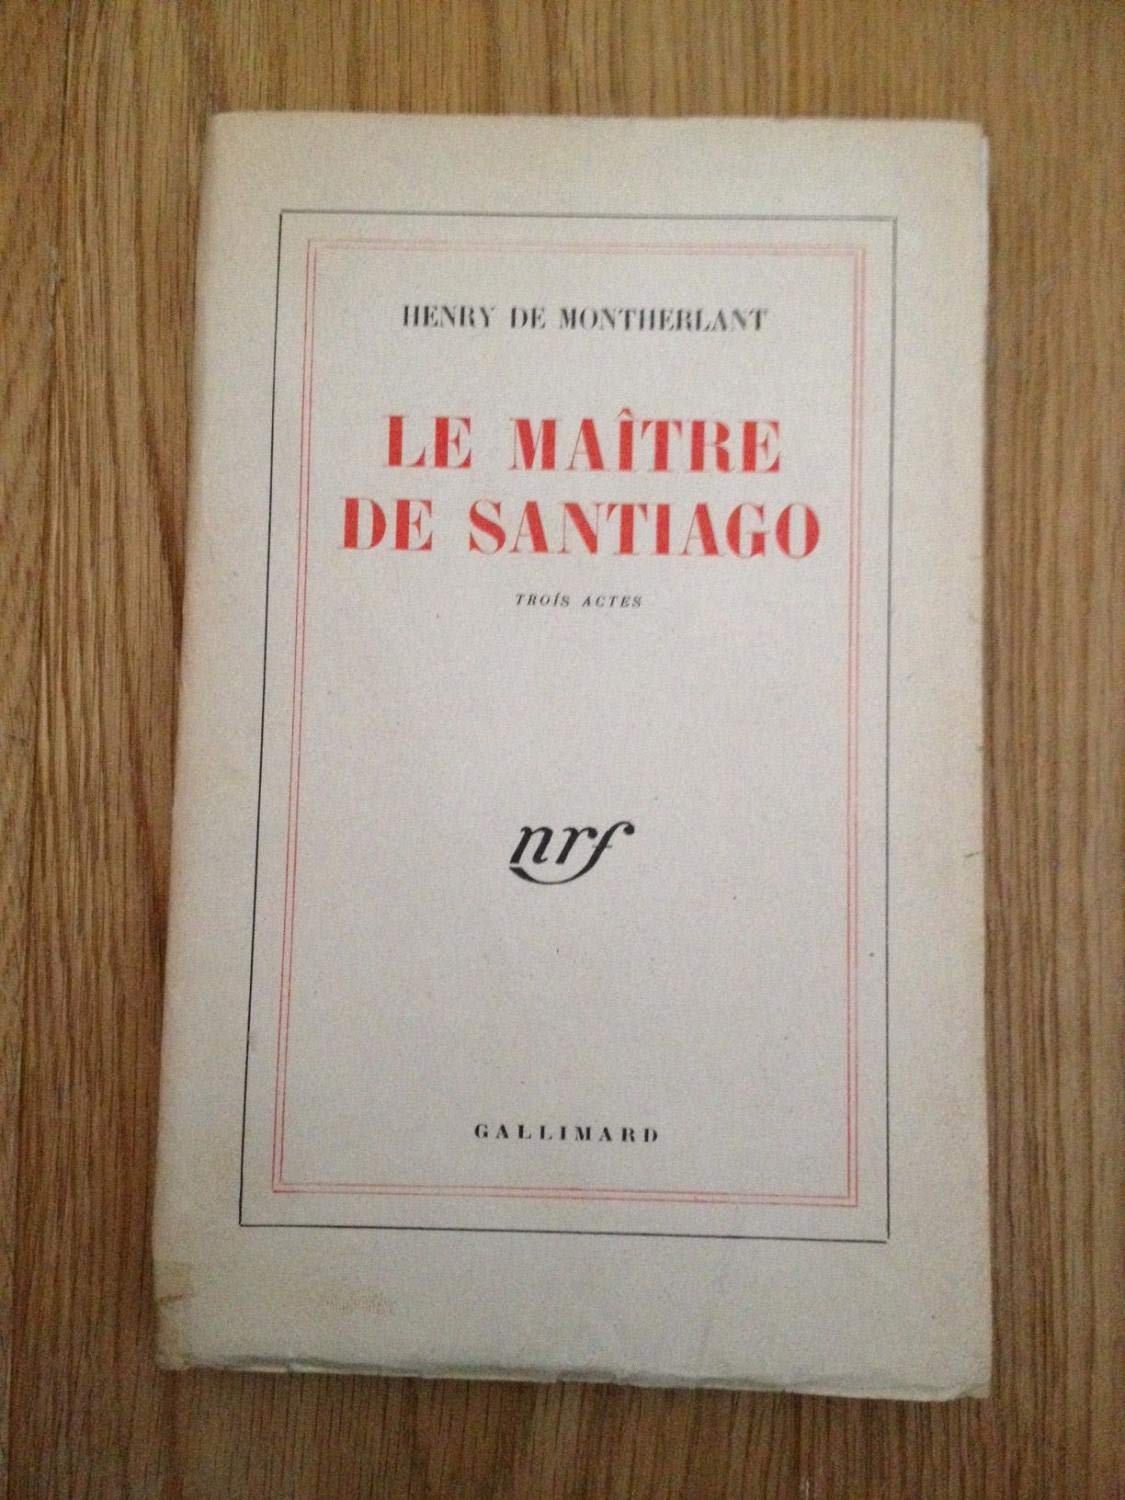 HENRY DE MONTHERLANT
LE MAÎTRE
DE SANTIAGO
TROIS ACTES
nrf
GALLIMARD